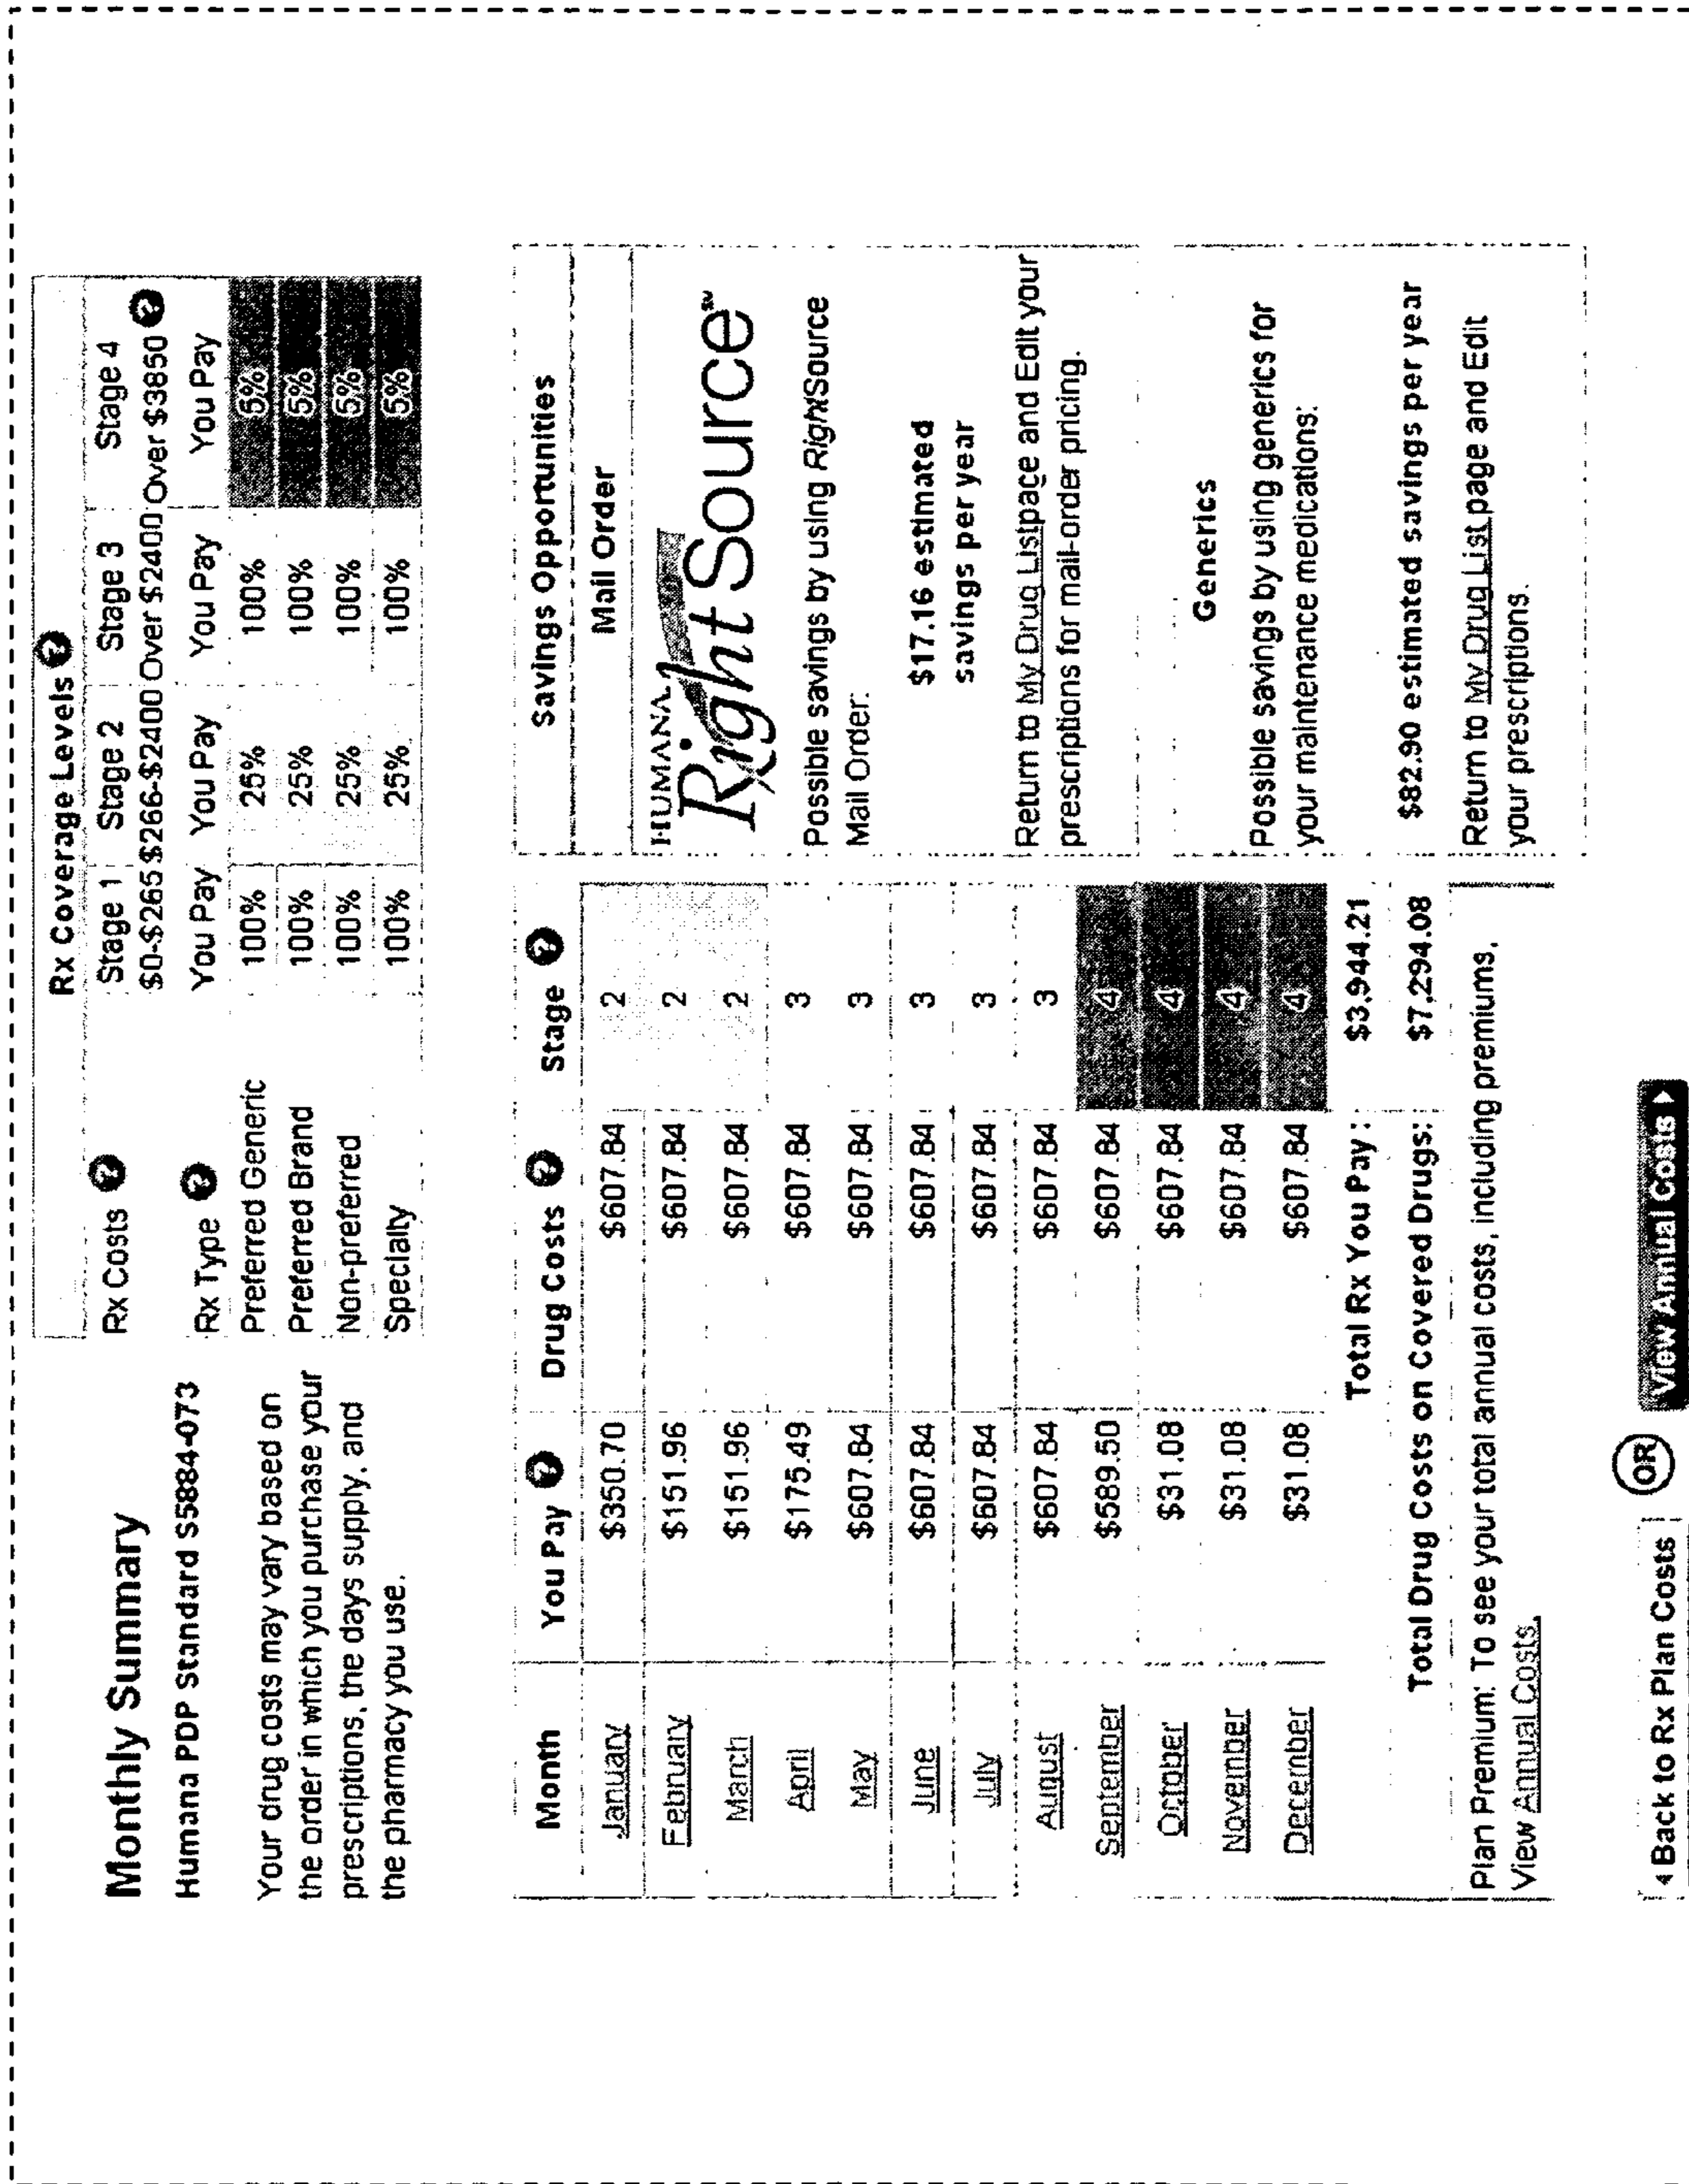 Monthly Summary
Humana PDP Standard S5884-073
Your drug costs may vary based on
the order in which you purchase your
prescriptions, the days supply, and
the pharmacy you use.
Rx Coverage Levels ?
Rx Costs ? Stage 1 Stage 2 Stage 3 Stage 4
$0-$265 $266-$2400 Over $2400 Over $3850 ?
Rx Type ? You Pay You Pay You Pay You Pay
Preferred Generic 100% 25% 100% 5%
Preferred Brand 100% 25% 100% 5%
Non-preferred 100% 25% 100% 5%
Specialty 100% 25% 100% 5%
Month You Pay ? Drug Costs ? Stage ?
January $350.70 $607.84 2
February $151.96 $607.84 2
March $151.96 $607.84 2
April $175.49 $607.84 3
May $607.84 $607.84 3
June $607.84 $607.84 3
July $607.84 $607.84 3
August $607.84 $607.84 3
September $589.50 $607.84 4
October $31.08 $607.84 4
November $31.08 $607.84 4
December $31.08 $607.84 4
Total Rx You Pay : $3,944.21
Total Drug Costs on Covered Drugs: $7,294.08
Plan Premium: To see your total annual costs, including premiums,
View Annual Costs.
Savings Opportunities
Mail Order
HUMANA
RightSource℠
Possible savings by using RightSource
Mail Order:
$17.16 estimated
savings per year
Return to My Drug Listpage and Edit your
prescriptions for mail-order pricing.
Generics
Possible savings by using generics for
your maintenance medications:
$82.90 estimated savings per year
Return to My Drug List page and Edit
your prescriptions.
Back to Rx Plan Costs OR View Annual Costs